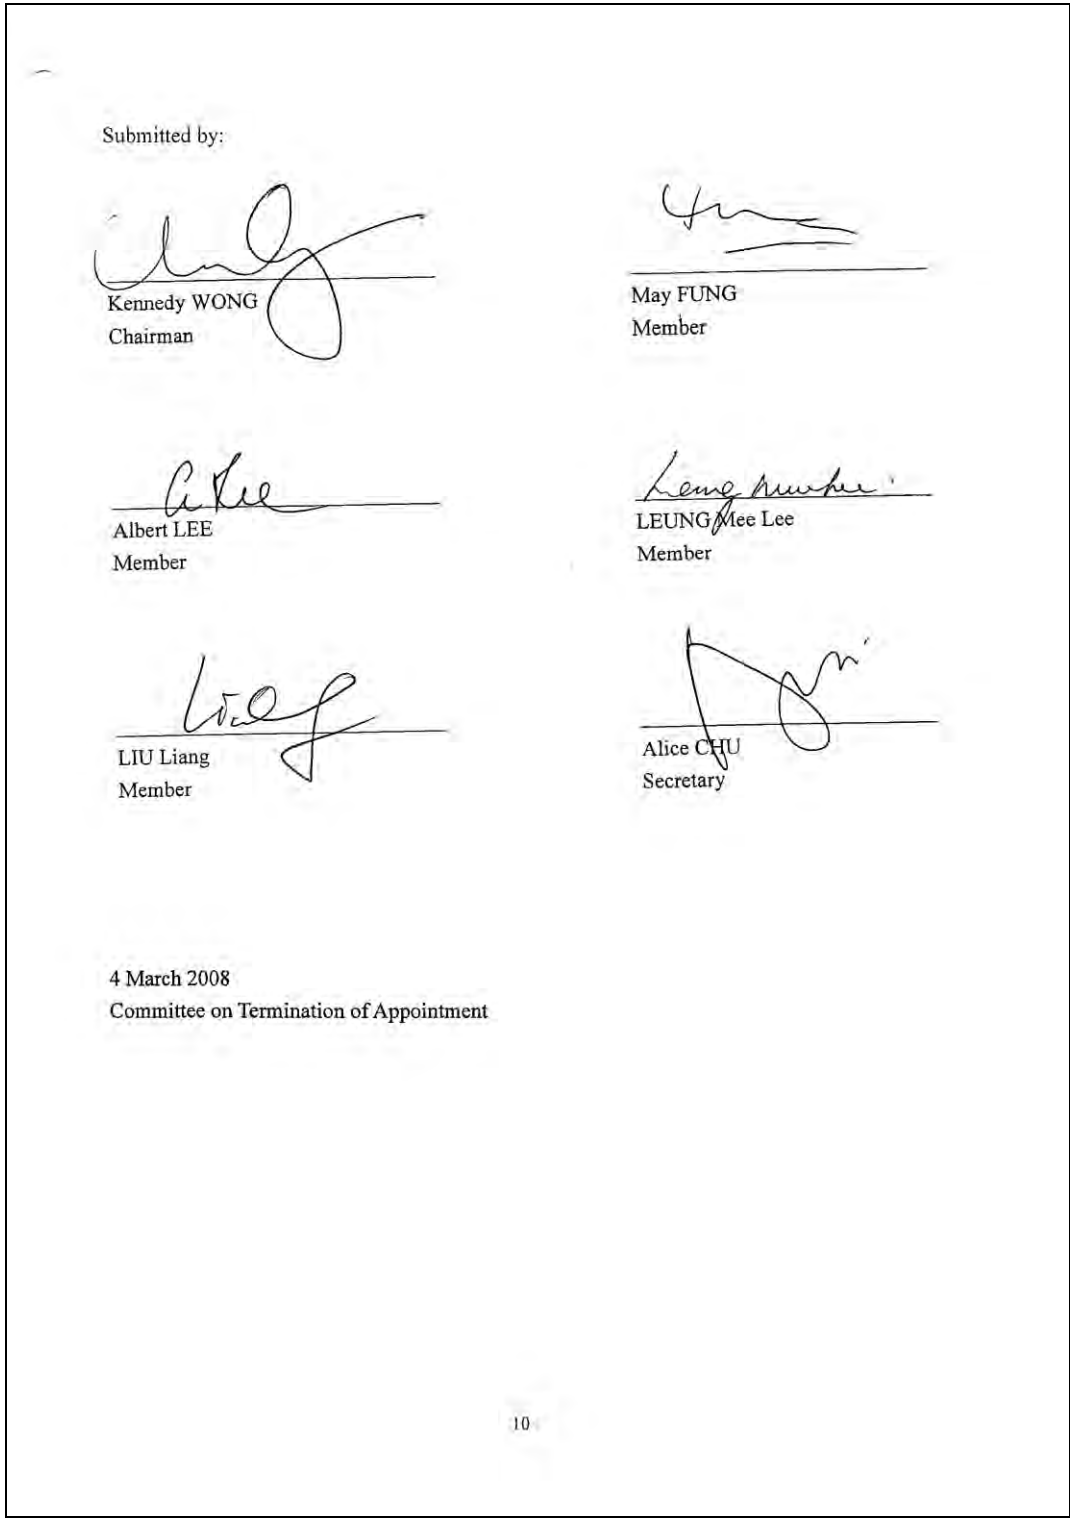 Submitted by:
Kennedy WONG
Chairman
May FUNG
Member
Albert LEE
Member
LEUNG Mee Lee
Member
LIU Liang
Member
Alice CHU
Secretary
4 March 2008
Committee on Termination of Appointment
10